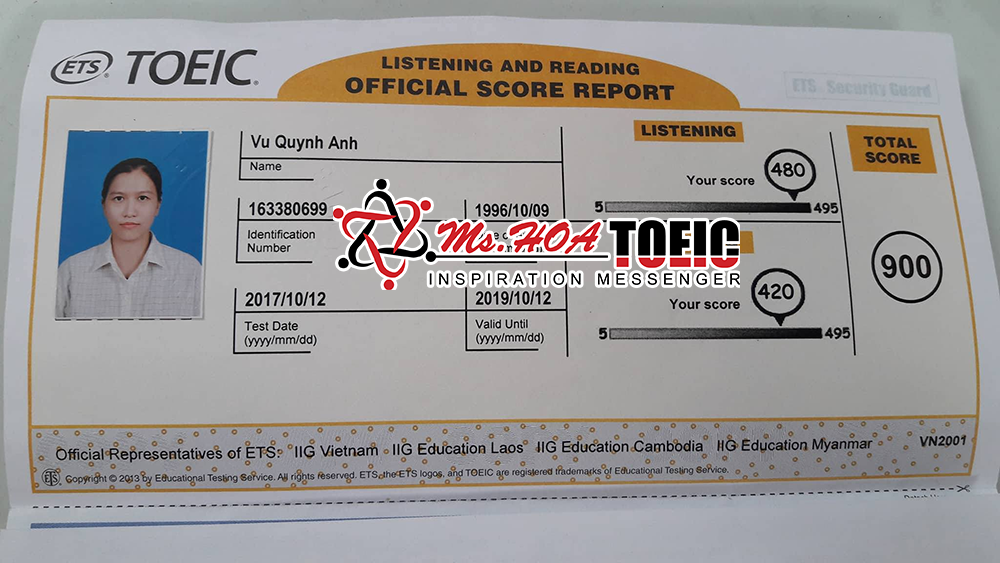 ETS® TOEIC®
LISTENING AND READING
OFFICIAL SCORE REPORT
ETS Security Guard
Vu Quynh Anh
Name
163380699
Identification
Number
1996/10/09
2017/10/12
Test Date
(yyyy/mm/dd)
2019/10/12
Valid Until
(yyyy/mm/dd)
LISTENING
Your score 480
5 495
Your score 420
5 495
TOTAL
SCORE
900
Ms.HOA TOEIC
INSPIRATION MESSENGER
Official Representatives of ETS: IIG Vietnam IIG Education Laos IIG Education Cambodia IIG Education Myanmar VN2001
ETS Copyright © 2013 by Educational Testing Service. All rights reserved. ETS, the ETS logos, and TOEIC are registered trademarks of Educational Testing Service.